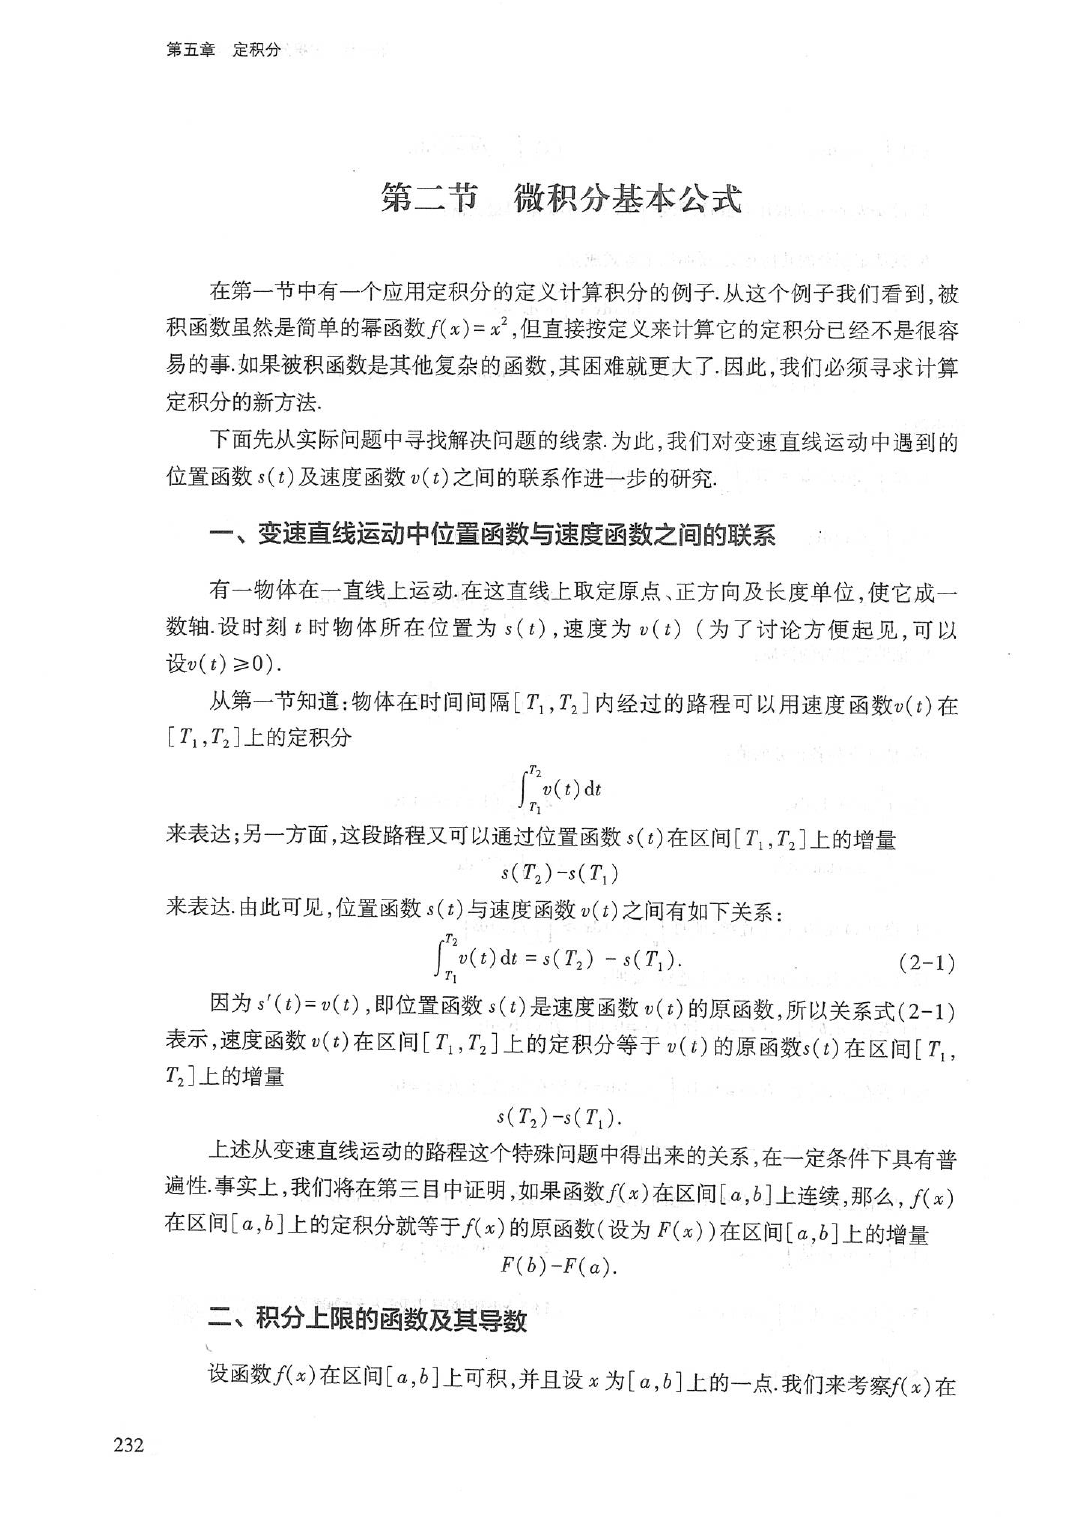 第五章 定积分
第二节 微积分基本公式
在第一节中有一个应用定积分的定义计算积分的例子.从这个例子我们看到,被
积函数虽然是简单的幂函数f(x)=x²,但直接按定义来计算它的定积分已经不是很容
易的事.如果被积函数是其他复杂的函数,其困难就更大了.因此,我们必须寻求计算
定积分的新方法.
下面先从实际问题中寻找解决问题的线索.为此,我们对变速直线运动中遇到的
位置函数s(t)及速度函数v(t)之间的联系作进一步的研究.
一、变速直线运动中位置函数与速度函数之间的联系
有一物体在一直线上运动.在这直线上取定原点、正方向及长度单位,使它成一
数轴.设时刻t时物体所在位置为s(t),速度为v(t)(为了讨论方便起见,可以
设v(t)≥0).
从第一节知道:物体在时间间隔[T₁,T₂]内经过的路程可以用速度函数v(t)在
[T₁,T₂]上的定积分
∫_{T₁}^{T₂} v(t)dt
来表达;另一方面,这段路程又可以通过位置函数s(t)在区间[T₁,T₂]上的增量
s(T₂)-s(T₁)
来表达.由此可见,位置函数s(t)与速度函数v(t)之间有如下关系:
∫_{T₁}^{T₂} v(t)dt = s(T₂) - s(T₁). (2-1)
因为s′(t)=v(t),即位置函数s(t)是速度函数v(t)的原函数,所以关系式(2-1)
表示,速度函数v(t)在区间[T₁,T₂]上的定积分等于v(t)的原函数s(t)在区间[T₁,
T₂]上的增量
s(T₂)-s(T₁).
上述从变速直线运动的路程这个特殊问题中得出来的关系,在一定条件下具有普
遍性.事实上,我们将在第三目中证明,如果函数f(x)在区间[a,b]上连续,那么,f(x)
在区间[a,b]上的定积分就等于f(x)的原函数(设为F(x))在区间[a,b]上的增量
F(b)-F(a).
二、积分上限的函数及其导数
设函数f(x)在区间[a,b]上可积,并且设x为[a,b]上的一点.我们来考察f(x)在
232